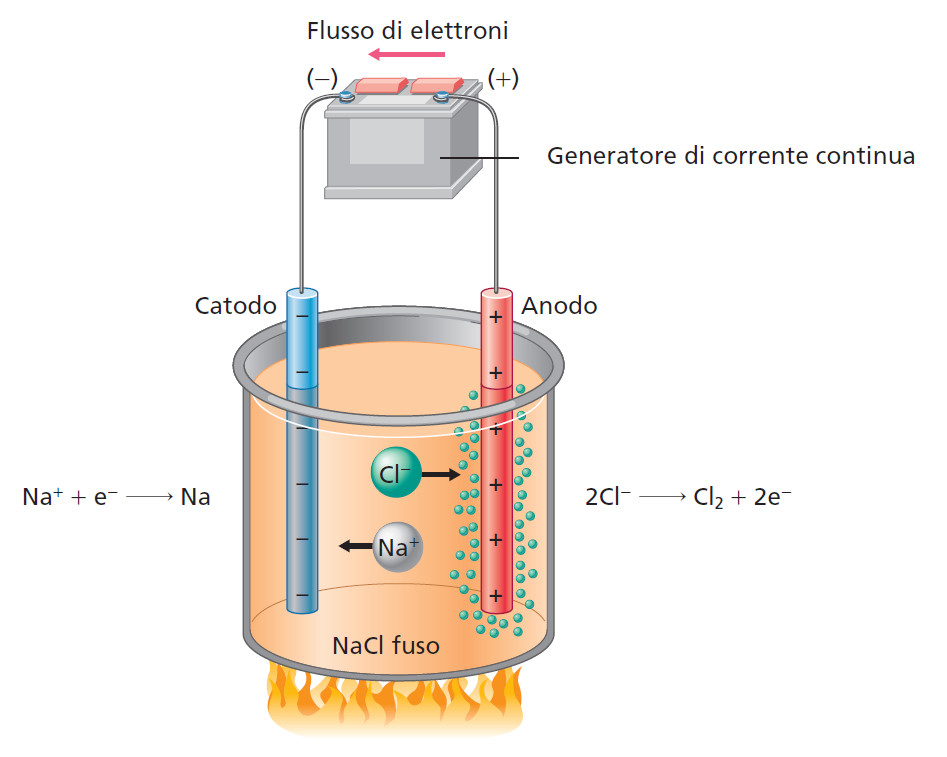 Flusso di elettroni
(−) (+)
Generatore di corrente continua
Catodo
Anodo
−
−
−
−
−
−
+
+
+
+
+
+
Cl⁻
Na⁺
Na⁺ + e⁻ ⟶ Na
2Cl⁻ ⟶ Cl₂ + 2e⁻
NaCl fuso